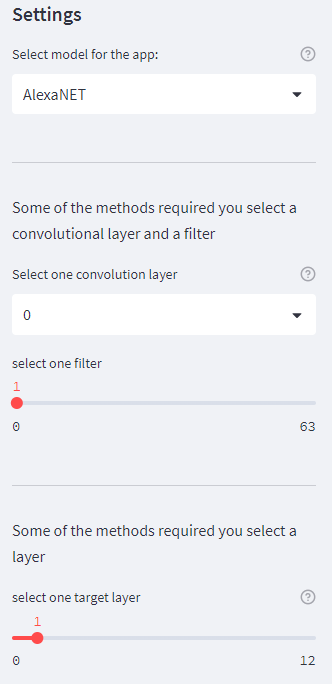 Settings
Select model for the app:
AlexaNET
Some of the methods required you select a
convolutional layer and a filter
Select one convolution layer
0
select one filter
1
0 63
Some of the methods required you select a
layer
select one target layer
1
0 12